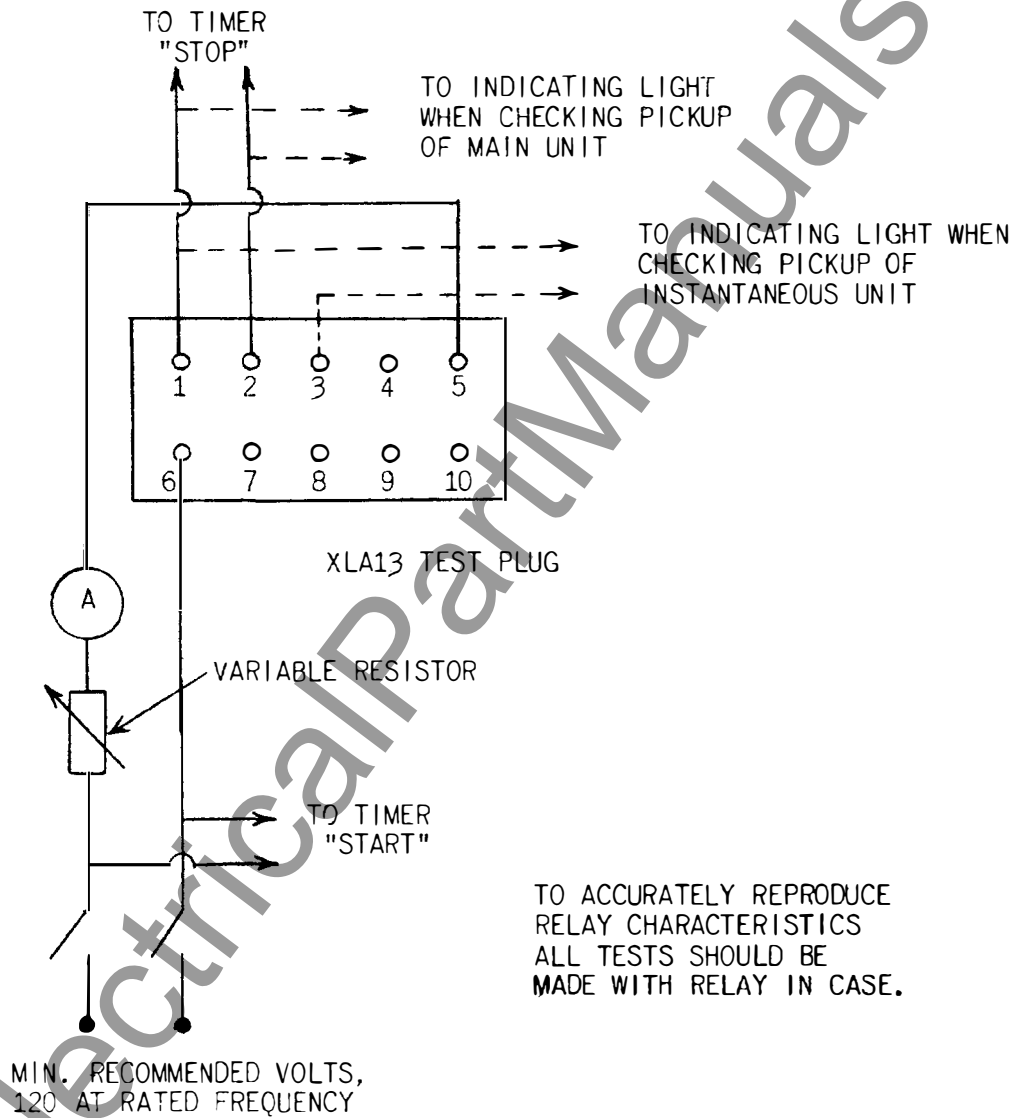 TO TIMER
"STOP"
TO INDICATING LIGHT
WHEN CHECKING PICKUP
OF MAIN UNIT
TO INDICATING LIGHT WHEN
CHECKING PICKUP OF
INSTANTANEOUS UNIT
1 2 3 4 5
6 7 8 9 10
XLA13 TEST PLUG
A
VARIABLE RESISTOR
TO TIMER
"START"
TO ACCURATELY REPRODUCE
RELAY CHARACTERISTICS
ALL TESTS SHOULD BE
MADE WITH RELAY IN CASE.
MIN. RECOMMENDED VOLTS,
120 AT RATED FREQUENCY
lectricalPartManuals